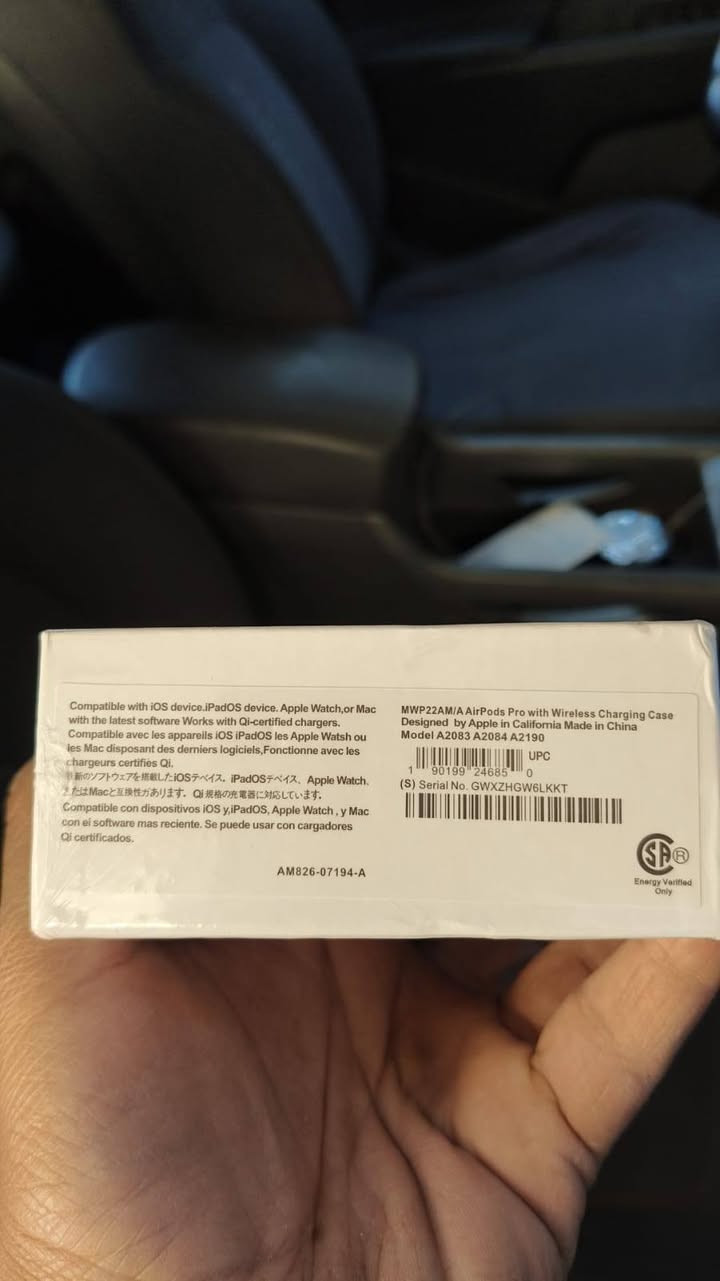 Compatible with iOS device.iPadOS device. Apple Watch,or Mac
with the latest software Works with Qi-certified chargers.
Compatible avec les appareils iOS iPadOS les Apple Watsh ou
les Mac disposant des derniers logiciels,Fonctionne avec les
chargeurs certifiés Qi.
新のソフトウェアを搭載したiOSテベイス。iPadOSテベイス、Apple Watch.
またはMacと互換性ガあります。Qi規格の充電器に対応しています。
Compatible con dispositivos iOS y,iPadOS, Apple Watch , y Mac
con ei software mas reciente. Se puede usar con cargadores
Qi certificados.
AM826-07194-A
MWP22AM/A AirPods Pro with Wireless Charging Case
Designed by Apple in California Made in China
Model A2083 A2084 A2190
UPC
1 90199 24685 0
(S) Serial No. GWXZHGW6LKKT
SA ®
Energy Verified
Only